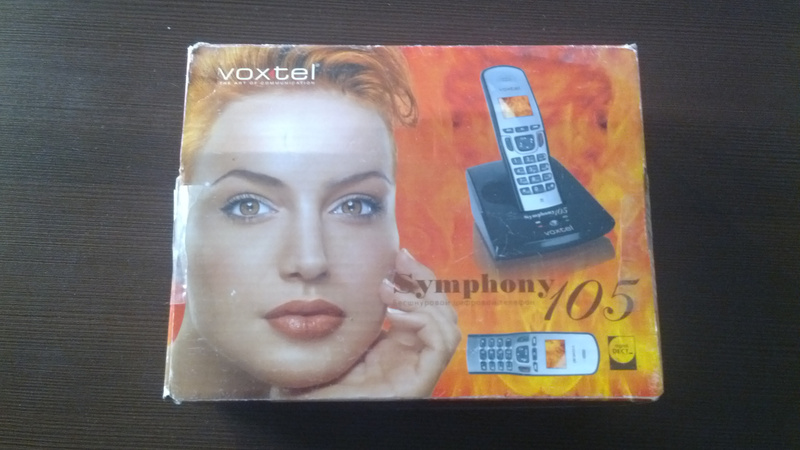 voxtel
THE ART OF COMMUNICATION
Symphony
105
voxtel
DECT